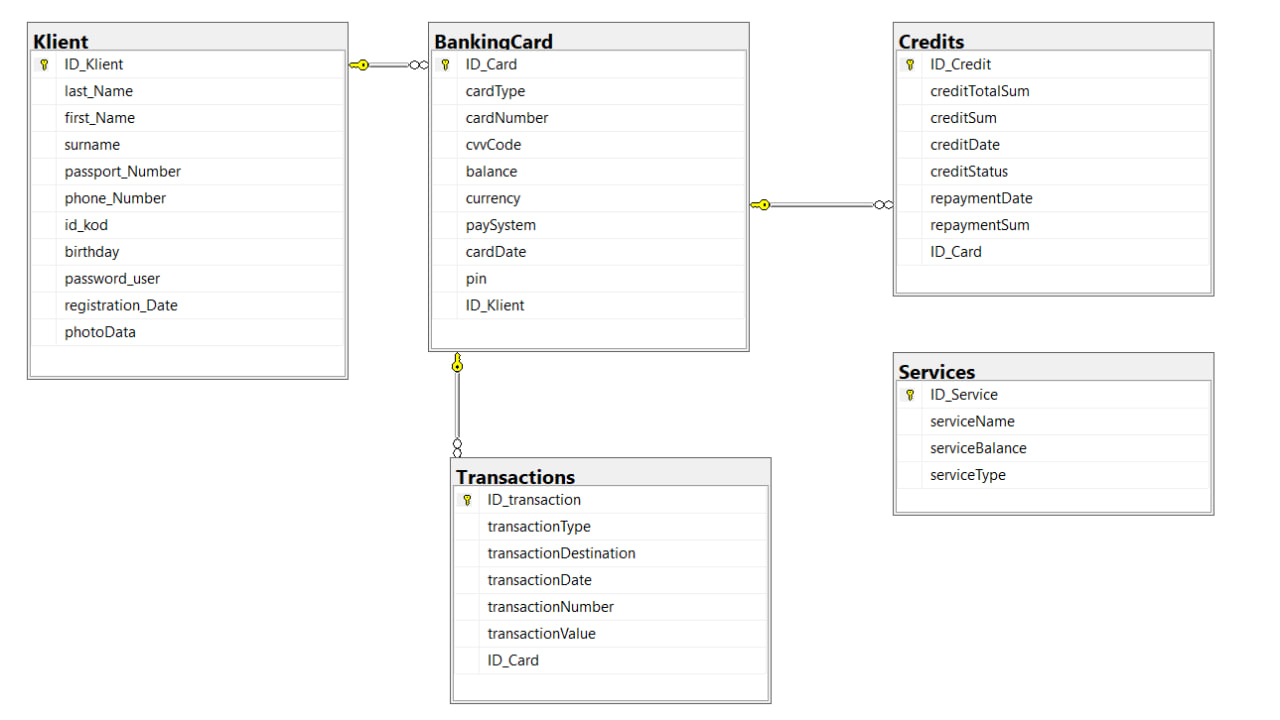 Klient
ID_Klient
last_Name
first_Name
surname
passport_Number
phone_Number
id_kod
birthday
password_user
registration_Date
photoData
BankingCard
ID_Card
cardType
cardNumber
cvvCode
balance
currency
paySystem
cardDate
pin
ID_Klient
Credits
ID_Credit
creditTotalSum
creditSum
creditDate
creditStatus
repaymentDate
repaymentSum
ID_Card
Services
ID_Service
serviceName
serviceBalance
serviceType
Transactions
ID_transaction
transactionType
transactionDestination
transactionDate
transactionNumber
transactionValue
ID_Card